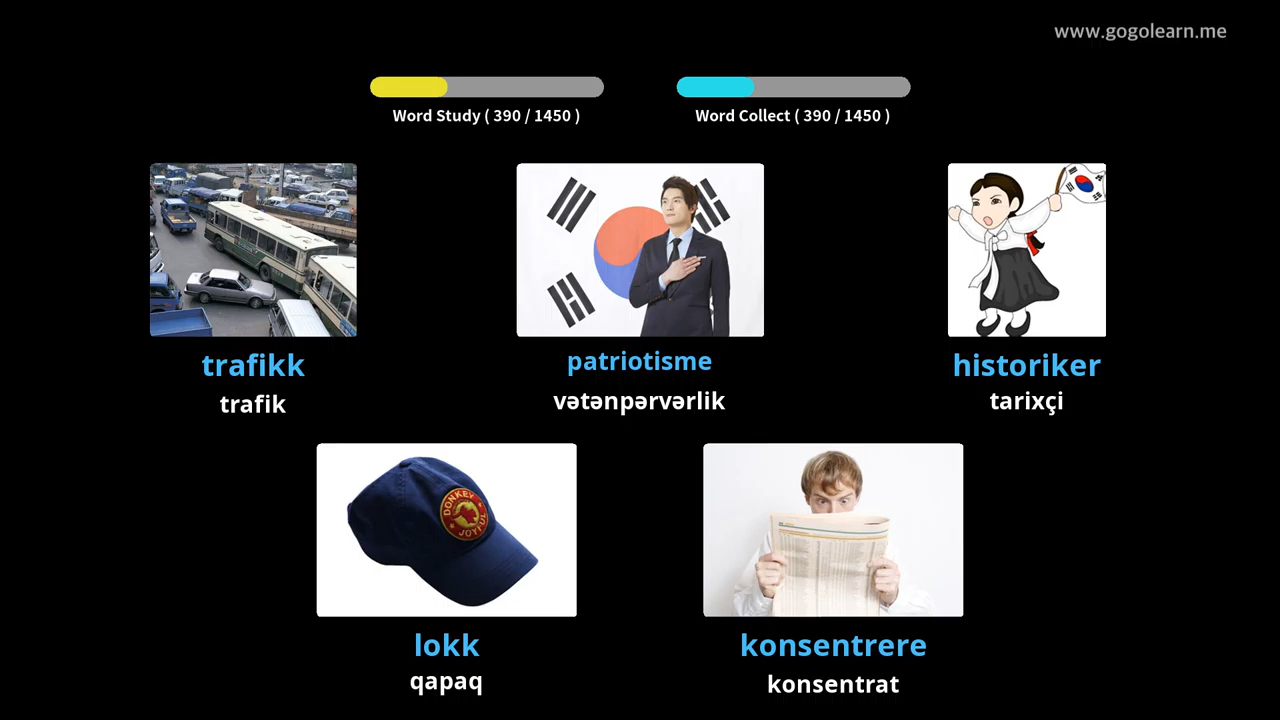 www.gogolearn.me
Word Study ( 390 / 1450 )
Word Collect ( 390 / 1450 )
trafikk
trafik
patriotisme
vətənpərvərlik
historiker
tarixçi
DONKEY
JOYFUL
lokk
qapaq
konsentrere
konsentrat